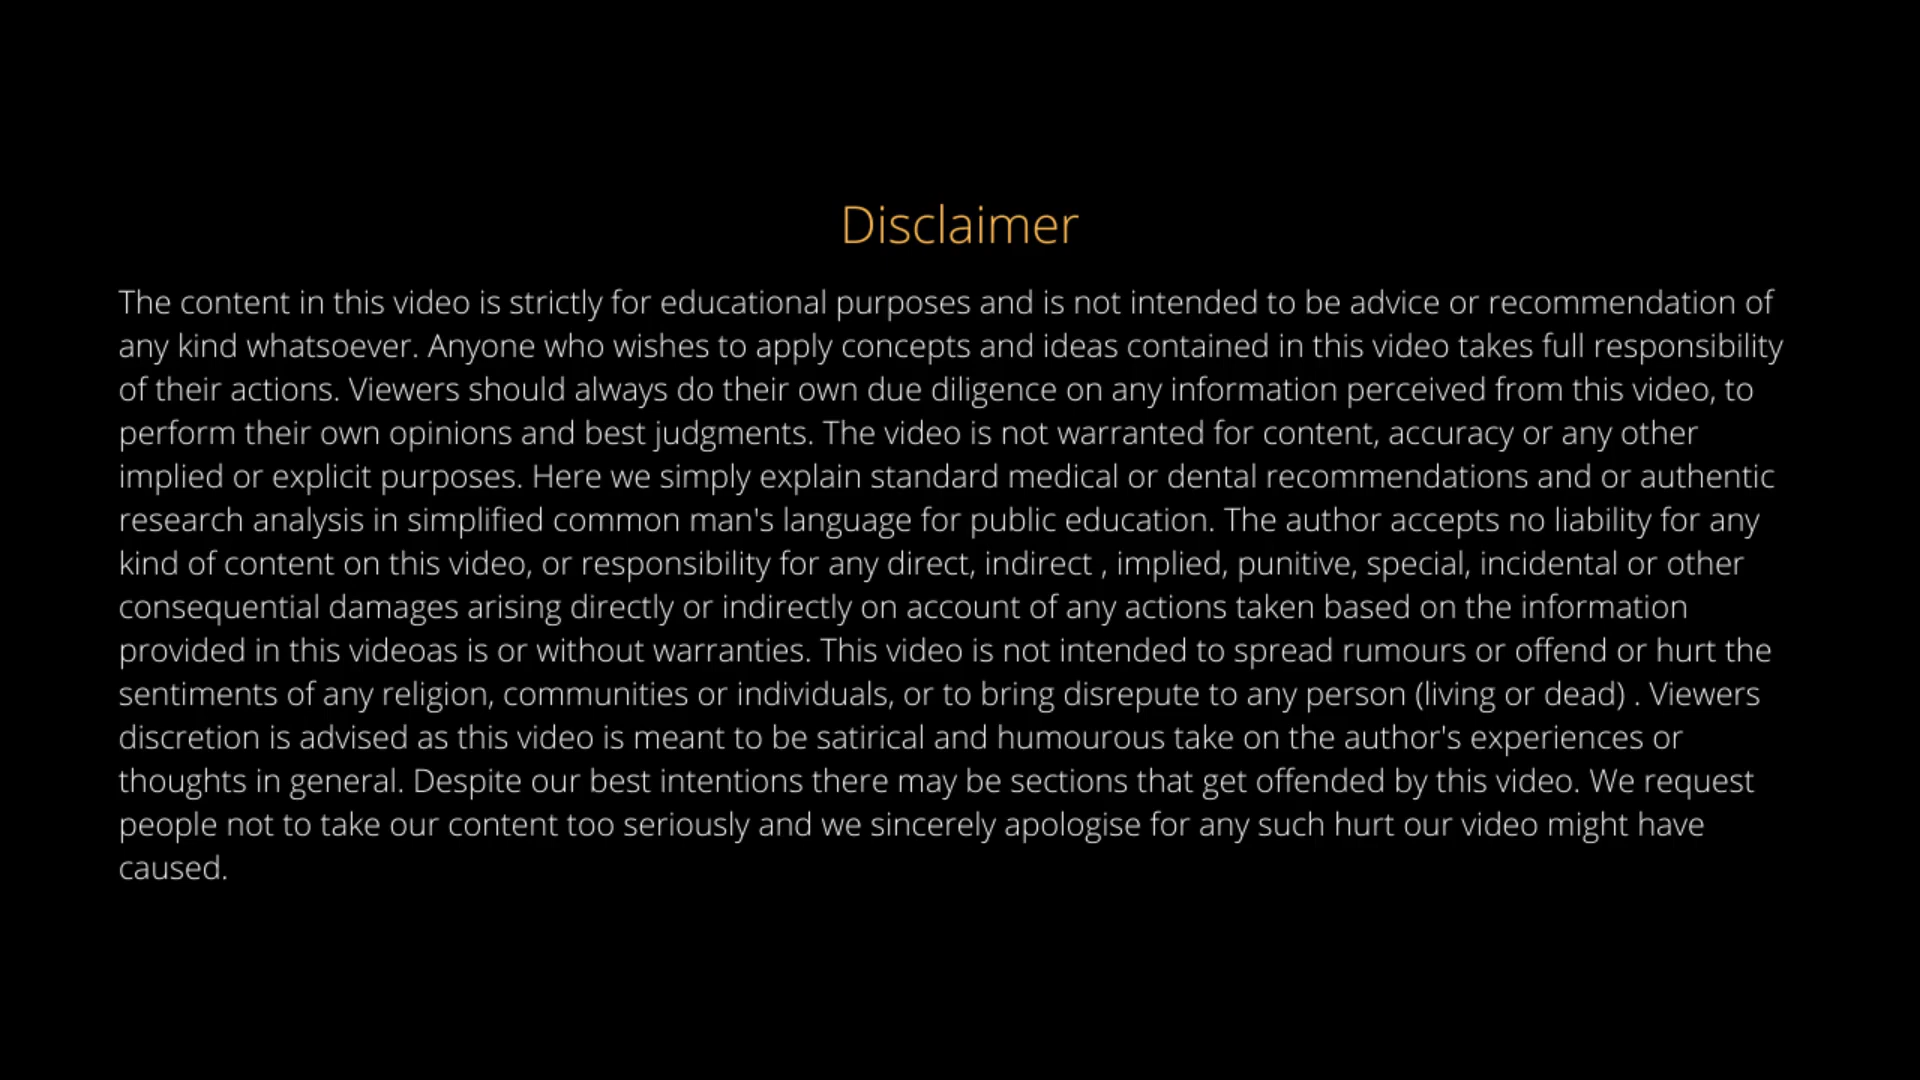 Disclaimer
The content in this video is strictly for educational purposes and is not intended to be advice or recommendation of
any kind whatsoever. Anyone who wishes to apply concepts and ideas contained in this video takes full responsibility
of their actions. Viewers should always do their own due diligence on any information perceived from this video, to
perform their own opinions and best judgments. The video is not warranted for content, accuracy or any other
implied or explicit purposes. Here we simply explain standard medical or dental recommendations and or authentic
research analysis in simplified common man's language for public education. The author accepts no liability for any
kind of content on this video, or responsibility for any direct, indirect , implied, punitive, special, incidental or other
consequential damages arising directly or indirectly on account of any actions taken based on the information
provided in this videoas is or without warranties. This video is not intended to spread rumours or offend or hurt the
sentiments of any religion, communities or individuals, or to bring disrepute to any person (living or dead) . Viewers
discretion is advised as this video is meant to be satirical and humourous take on the author's experiences or
thoughts in general. Despite our best intentions there may be sections that get offended by this video. We request
people not to take our content too seriously and we sincerely apologise for any such hurt our video might have
caused.